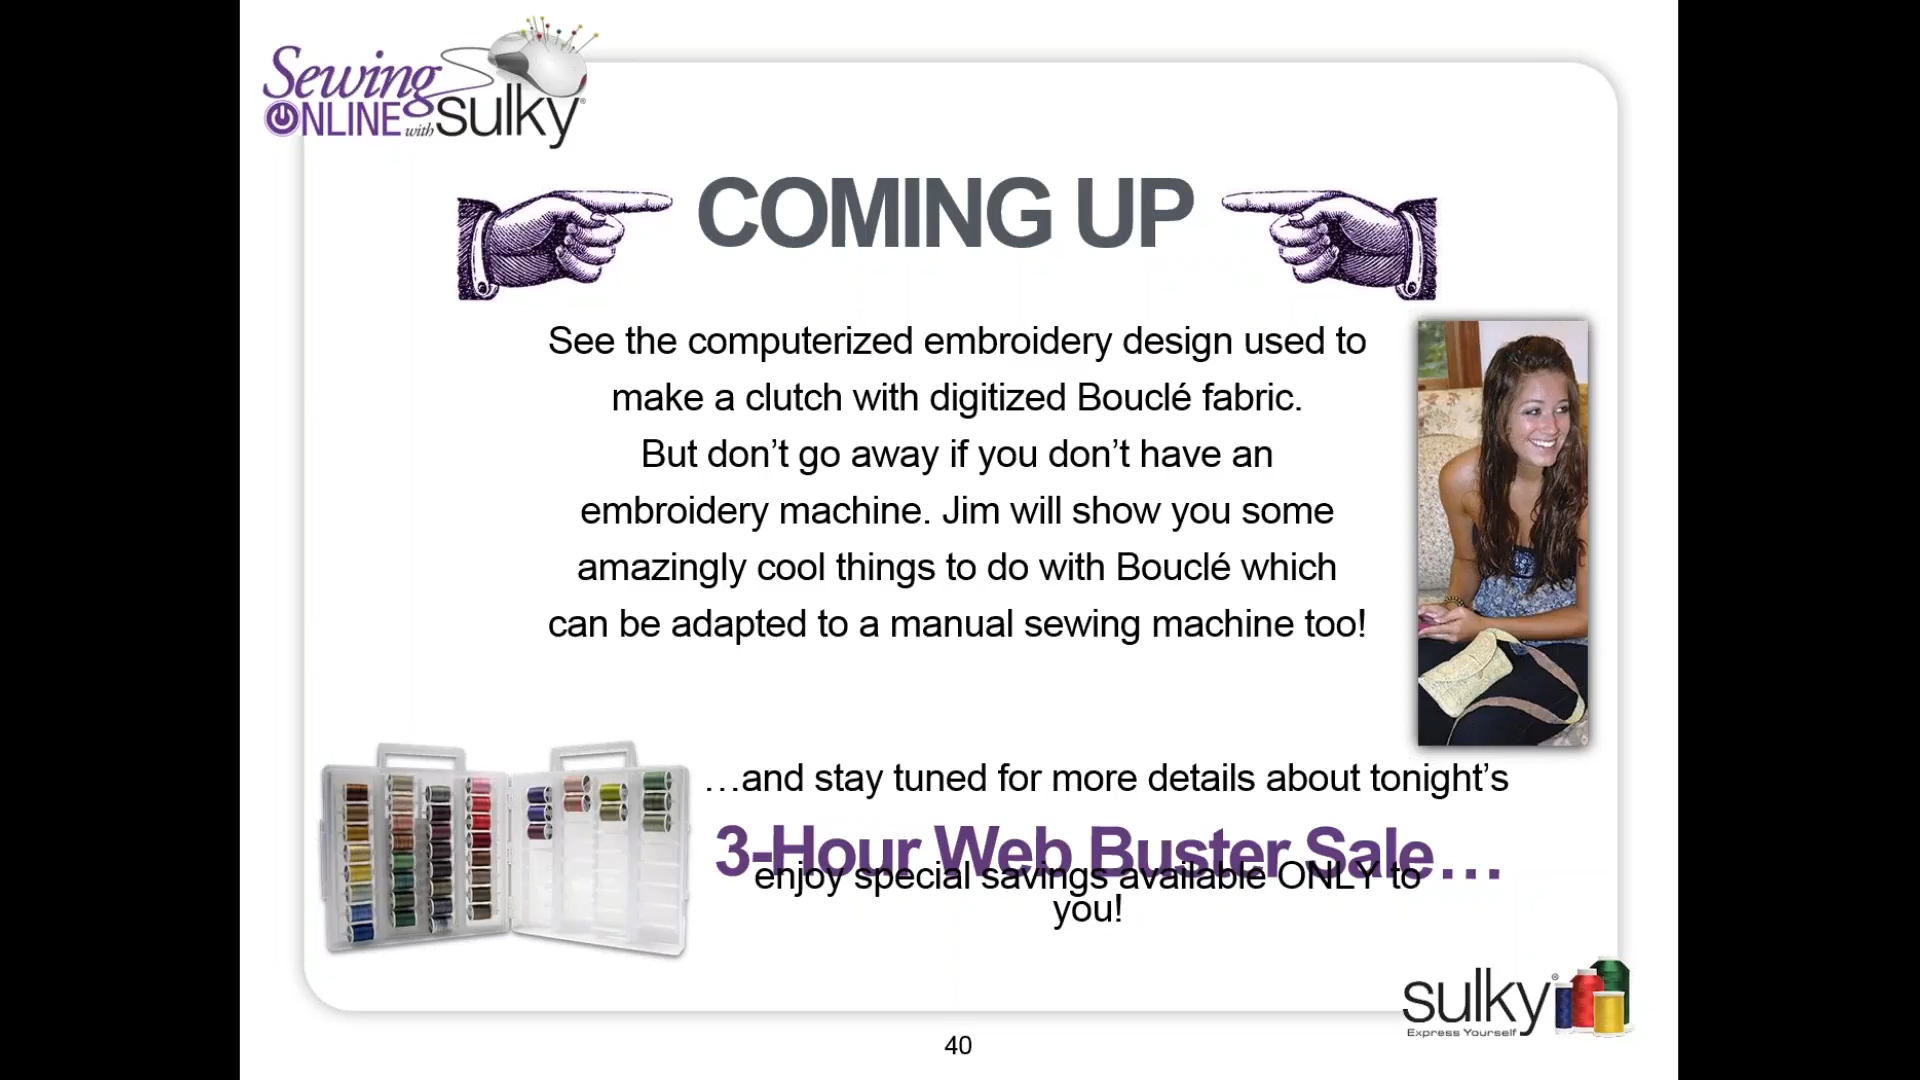 Sewing
ONLINE with sulky®
COMING UP
See the computerized embroidery design used to
make a clutch with digitized Bouclé fabric.
But don’t go away if you don’t have an
embroidery machine. Jim will show you some
amazingly cool things to do with Bouclé which
can be adapted to a manual sewing machine too!
…and stay tuned for more details about tonight’s
3-Hour Web Buster Sale…
enjoy special savings available ONLY to
you!
sulky®
Express Yourself
40